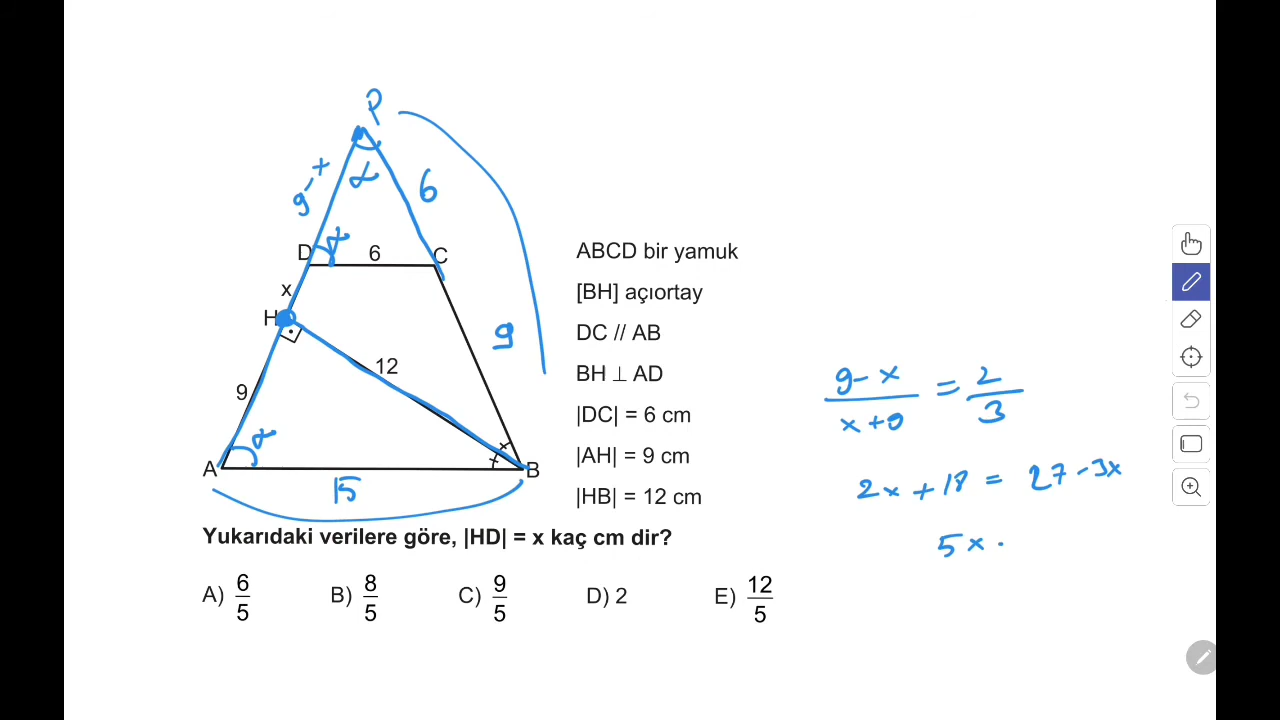 P
9-x
α
6
D
α
6
C
x
H
ABCD bir yamuk
[BH] açıortay
DC // AB
9
BH ⊥ AD
12
9
|DC| = 6 cm
α
|AH| = 9 cm
A
B
15
|HB| = 12 cm
9-x / x+9 = 2 / 3
2x + 18 = 27 - 3x
5x
Yukarıdaki verilere göre, |HD| = x kaç cm dir?
A) 6/5 B) 8/5 C) 9/5 D) 2 E) 12/5